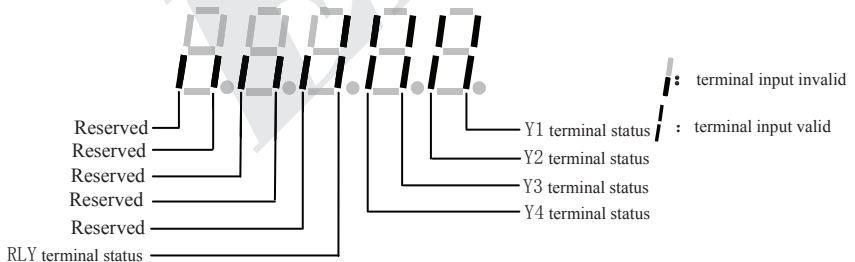 : terminal input invalid
: terminal input valid
Reserved
Reserved
Reserved
Reserved
Reserved
RLY terminal status
Y1 terminal status
Y2 terminal status
Y3 terminal status
Y4 terminal status